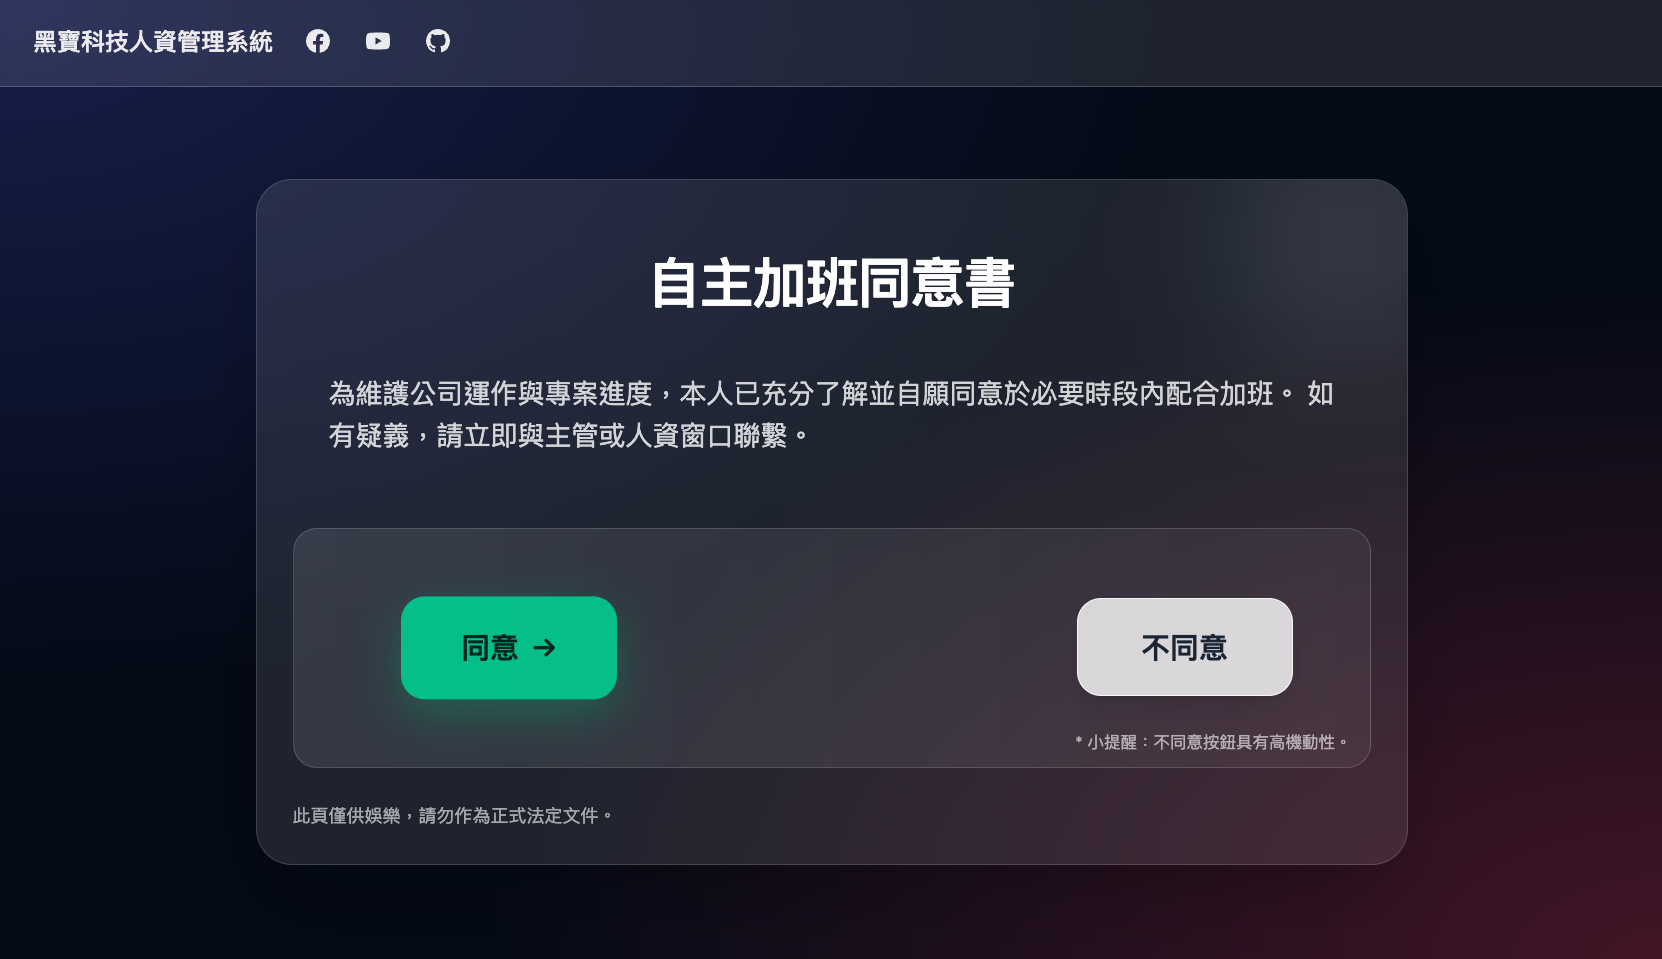 黑寶科技人資管理系統
自主加班同意書
為維護公司運作與專案進度，本人已充分了解並自願同意於必要時段內配合加班。 如
有疑義，請立即與主管或人資窗口聯繫。
同意 →
不同意
* 小提醒：不同意按鈕具有高機動性。
此頁僅供娛樂，請勿作為正式法定文件。